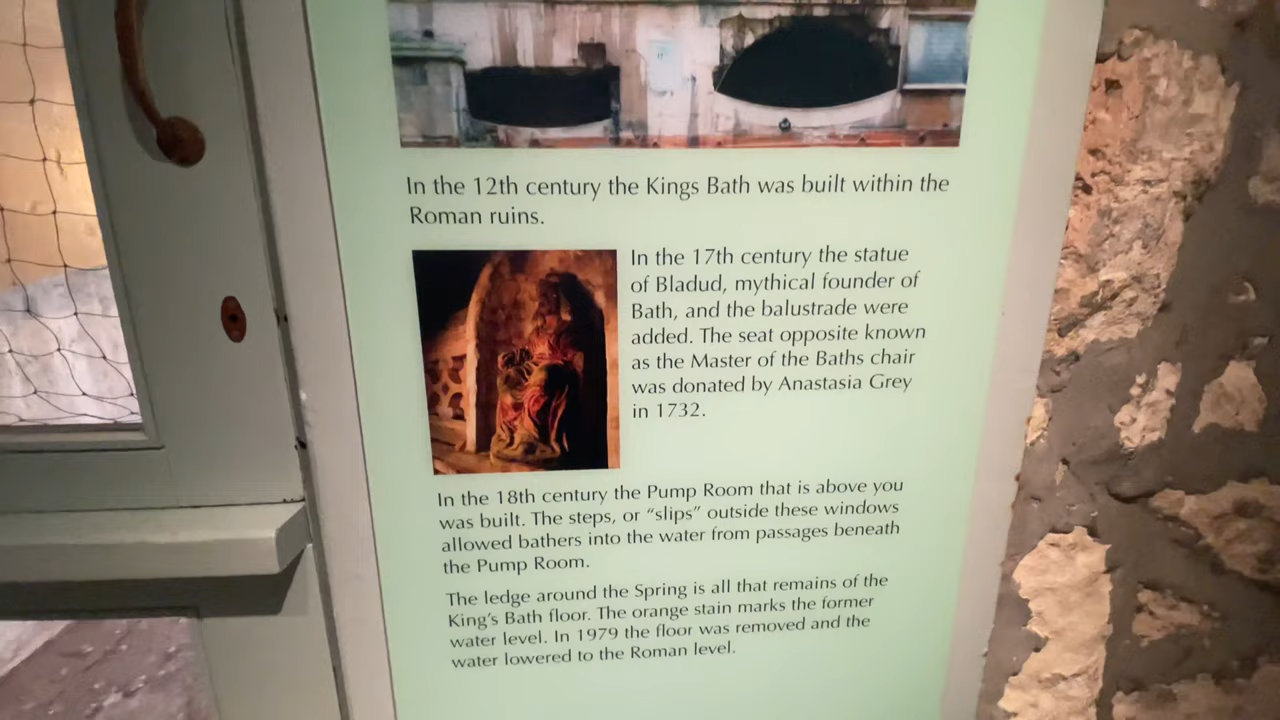 In the 12th century the Kings Bath was built within the
Roman ruins.
In the 17th century the statue
of Bladud, mythical founder of
Bath, and the balustrade were
added. The seat opposite known
as the Master of the Baths chair
was donated by Anastasia Grey
in 1732.
In the 18th century the Pump Room that is above you
was built. The steps, or “slips” outside these windows
allowed bathers into the water from passages beneath
the Pump Room.
The ledge around the Spring is all that remains of the
King’s Bath floor. The orange stain marks the former
water level. In 1979 the floor was removed and the
water lowered to the Roman level.